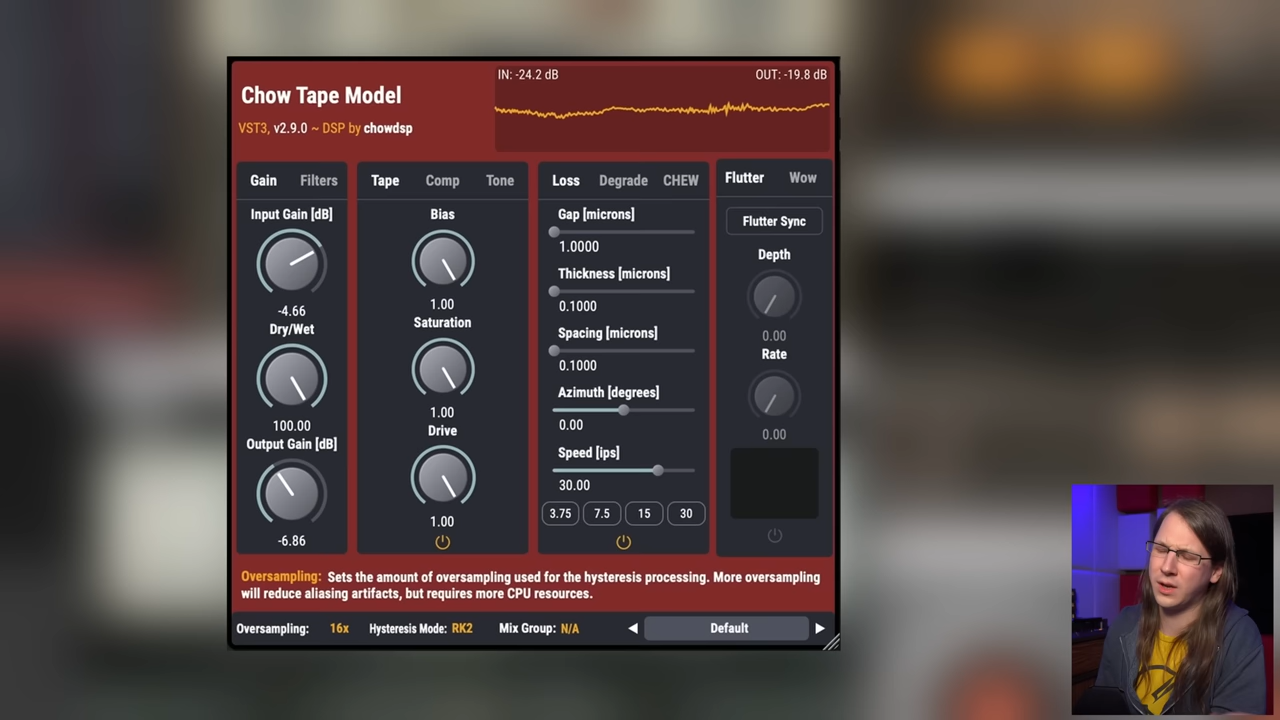 IN: -24.2 dB
OUT: -19.8 dB
Chow Tape Model
VST3, v2.9.0 ~ DSP by chowdsp
Gain
Filters
Input Gain [dB]
-4.66
Dry/Wet
100.00
Output Gain [dB]
-6.86
Tape
Comp
Tone
Bias
1.00
Saturation
1.00
Drive
1.00
Loss
Degrade
CHEW
Gap [microns]
1.0000
Thickness [microns]
0.1000
Spacing [microns]
0.1000
Azimuth [degrees]
0.00
Speed [ips]
30.00
3.75
7.5
15
30
Flutter
Wow
Flutter Sync
Depth
0.00
Rate
0.00
Oversampling: Sets the amount of oversampling used for the hysteresis processing. More oversampling
will reduce aliasing artifacts, but requires more CPU resources.
Oversampling: 16x Hysteresis Mode: RK2 Mix Group: N/A
Default